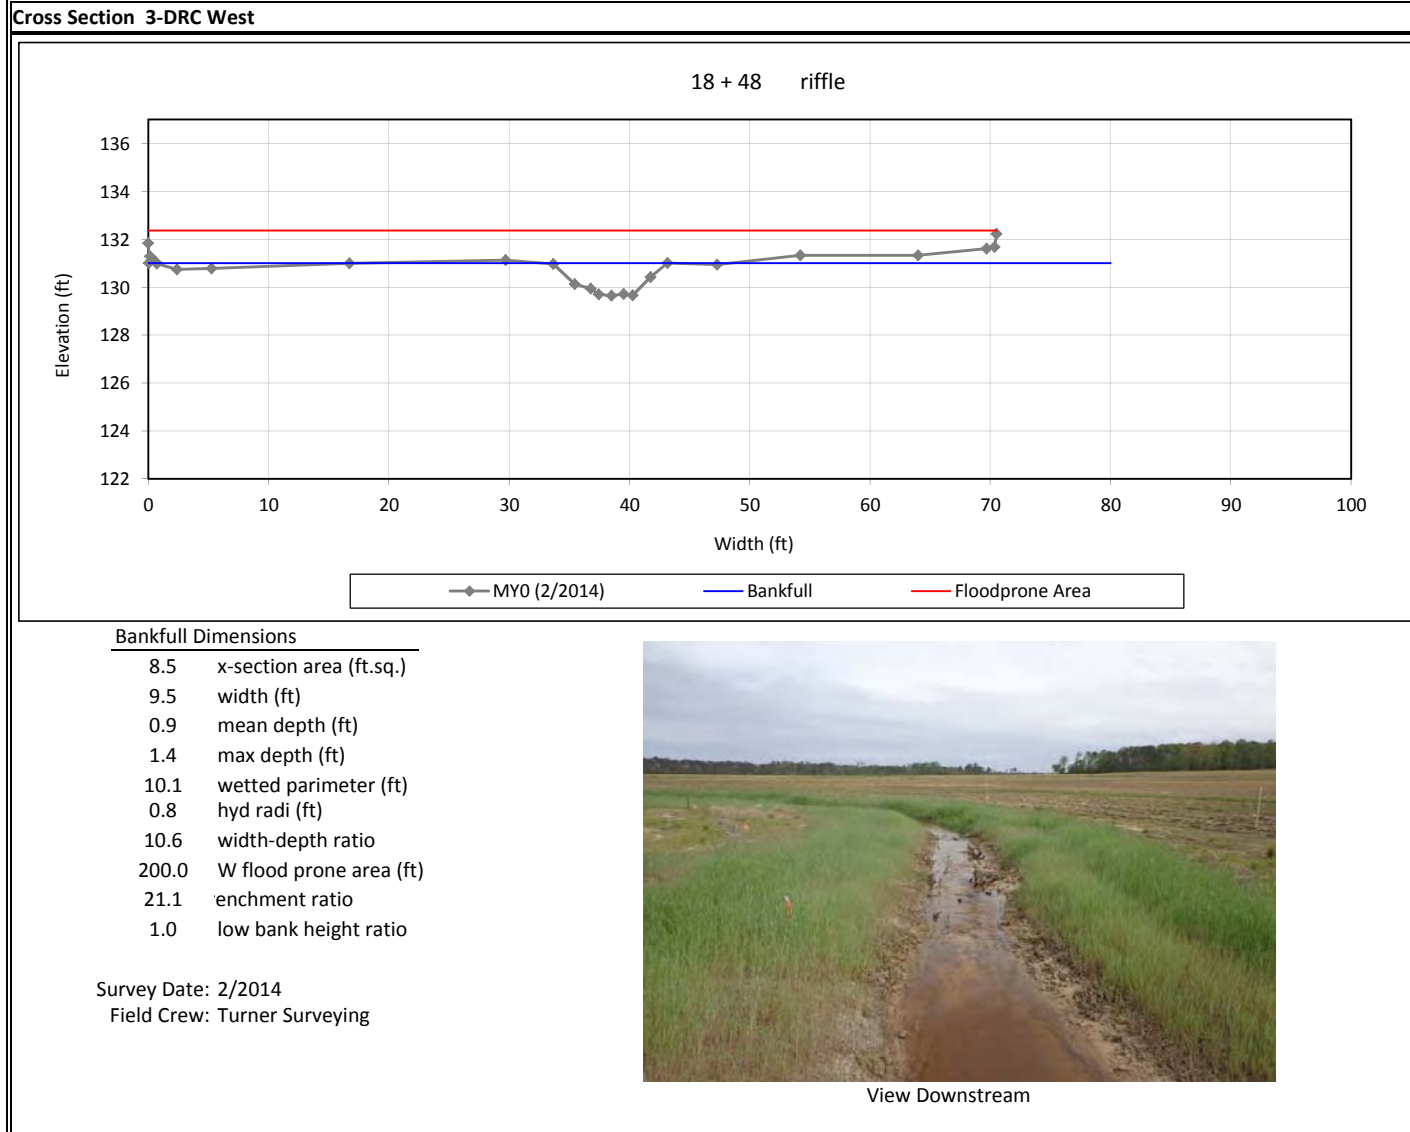 Cross Section 3-DRC West
18 + 48 riffle
136
134
132
130
128
126
124
122
Elevation (ft)
0 10 20 30 40 50 60 70 80 90 100
Width (ft)
MY0 (2/2014) Bankfull Floodprone Area
Bankfull Dimensions
8.5 x-section area (ft.sq.)
9.5 width (ft)
0.9 mean depth (ft)
1.4 max depth (ft)
10.1 wetted parimeter (ft)
0.8 hyd radi (ft)
10.6 width-depth ratio
200.0 W flood prone area (ft)
21.1 enchment ratio
1.0 low bank height ratio
Survey Date: 2/2014
Field Crew: Turner Surveying
View Downstream